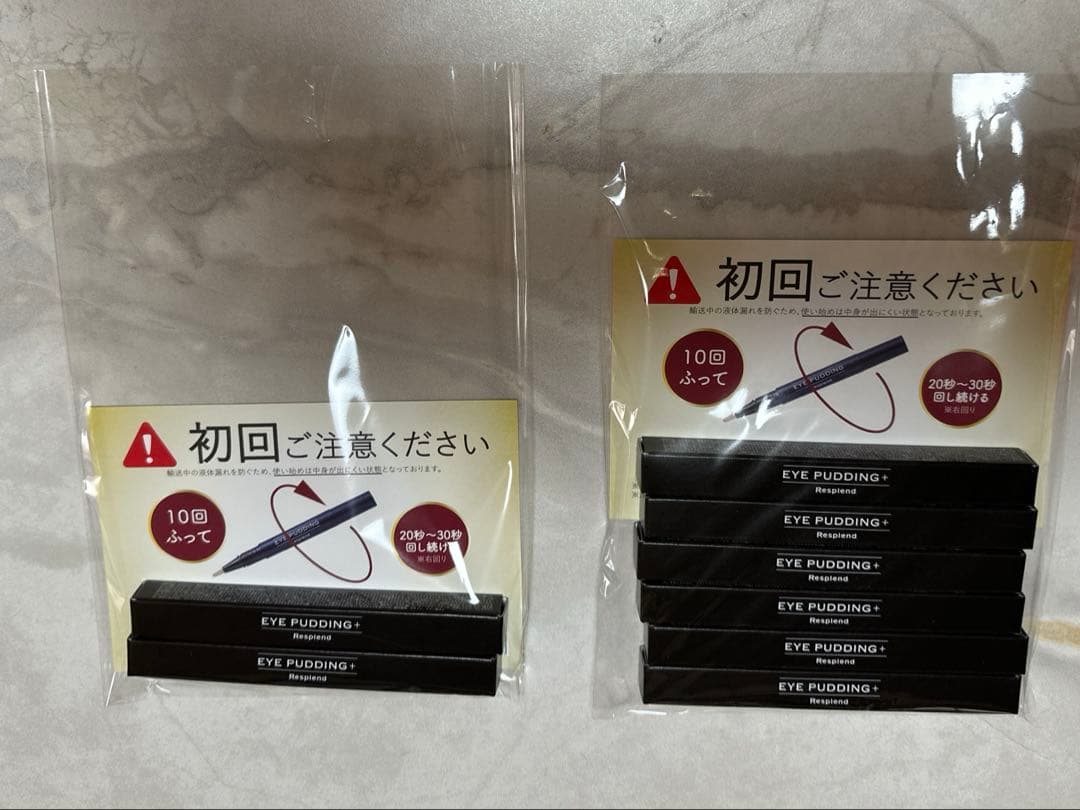 初回ご注意ください
輸送中の液体漏れを防ぐため、使い始めは中身が出にくい状態となっております。
10回
ふって
EYE PUDDING
20秒〜30秒
回し続け
※右回り
EYE PUDDING+
Resplend
EYE PUDDING+
Resplend
初回ご注意ください
輸送中の液体漏れを防ぐため、使い始めは中身が出にくい状態となっております。
10回
ふって
EYE PUDDING
20秒〜30秒
回し続ける
※右回り
※
※
EYE PUDDING+
Resplend
EYE PUDDING+
Resplend
EYE PUDDING+
Resplend
EYE PUDDING+
Resplend
EYE PUDDING+
Resplend
EYE PUDDING+
Resplend